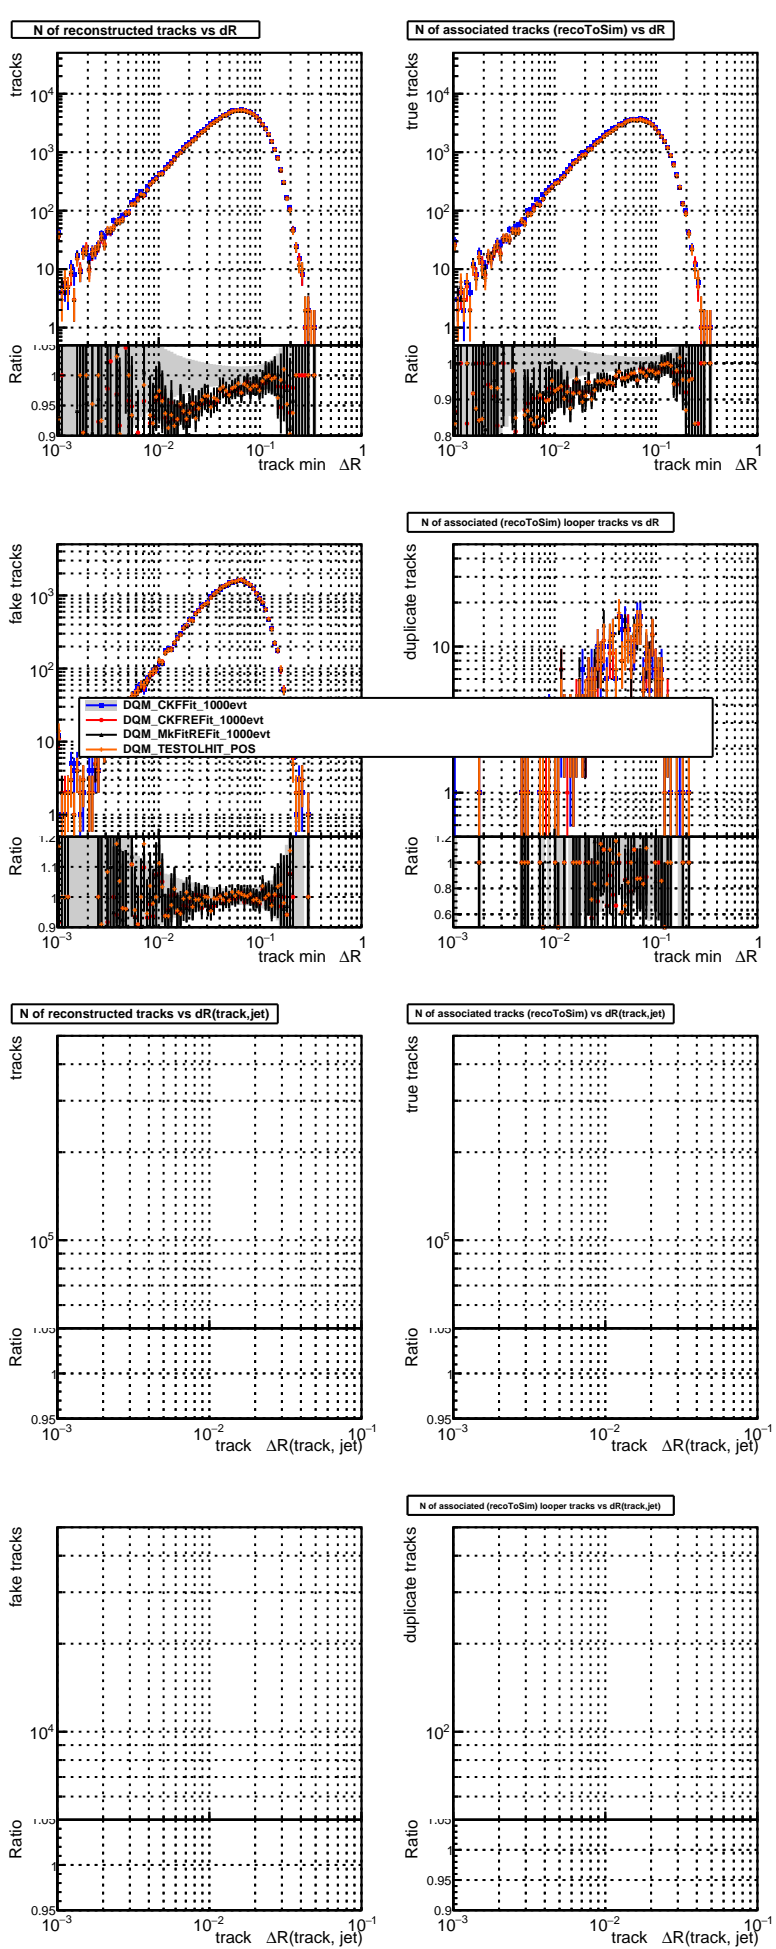 N of reconstructed tracks vs dR
tracks
10⁴
10³
10²
10
1
Ratio
1
0.95
0.9
10⁻³ 10⁻² 10⁻¹ 1
track min ΔR
N of associated tracks (recoToSim) vs dR
true tracks
10⁴
10³
10²
10
1
Ratio
1
0.9
0.8
10⁻³ 10⁻² 10⁻¹ 1
track min ΔR
fake tracks
10³
10²
10
1
Ratio
1.2
1.1
1
0.9
10⁻³ 10⁻² 10⁻¹ 1
track min ΔR
N of associated (recoToSim) looper tracks vs dR
duplicate tracks
10
1
Ratio
1.2
1
0.8
0.6
10⁻³ 10⁻² 10⁻¹ 1
track min ΔR
DQM_CKFFit_1000evt
DQM_CKFREFit_1000evt
DQM_MkFitREFit_1000evt
DQM_TESTOLHIT_POS
N of reconstructed tracks vs dR(track,jet)
tracks
10⁵
Ratio
1.05
1
0.95
10⁻³ 10⁻² 10⁻¹
track ΔR(track, jet)
N of associated tracks (recoToSim) vs dR(track,jet)
true tracks
10⁵
Ratio
1.05
1
0.95
10⁻³ 10⁻² 10⁻¹
track ΔR(track, jet)
fake tracks
10⁴
Ratio
1.05
1
0.95
10⁻³ 10⁻² 10⁻¹
track ΔR(track, jet)
N of associated (recoToSim) looper tracks vs dR(track,jet)
duplicate tracks
10²
Ratio
1.05
1
0.95
0.9
10⁻³ 10⁻² 10⁻¹
track ΔR(track, jet)